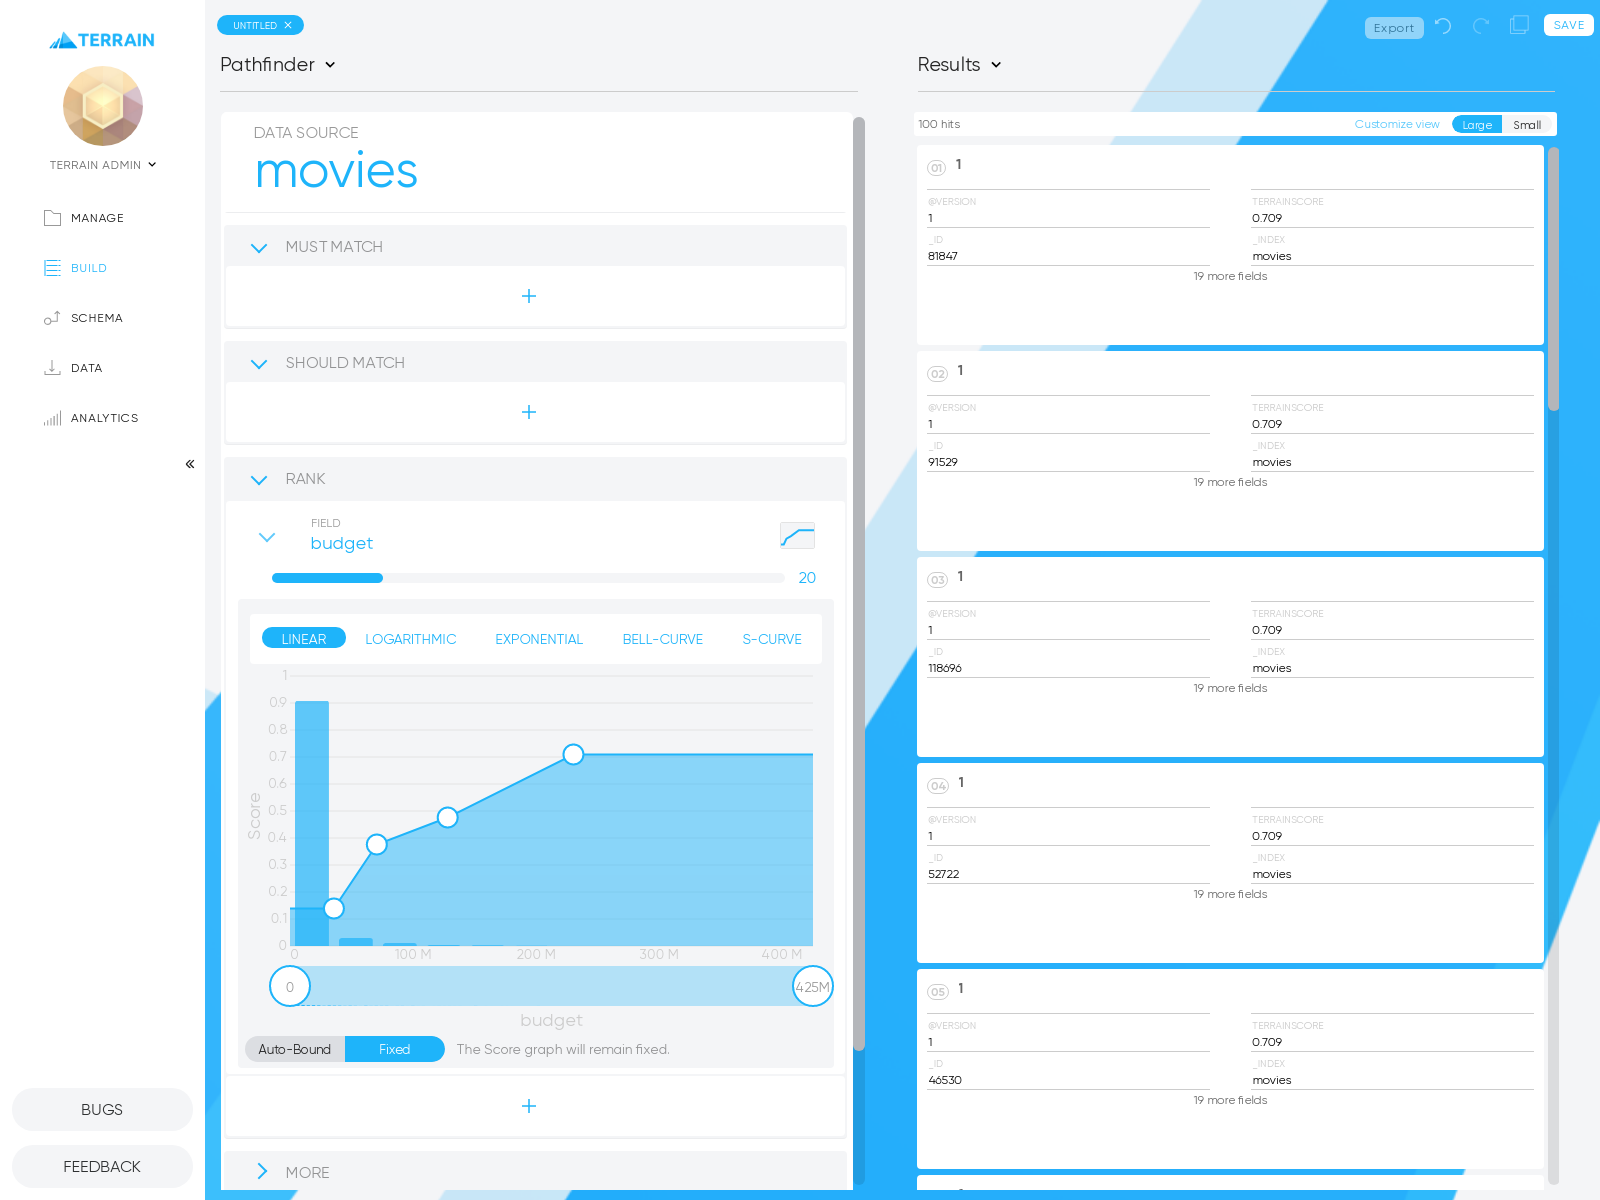 TERRAIN
TERRAIN ADMIN
MANAGE
BUILD
SCHEMA
DATA
ANALYTICS
BUGS
FEEDBACK
UNTITLED
Pathfinder
DATA SOURCE
movies
MUST MATCH
SHOULD MATCH
RANK
FIELD
budget
20
LINEAR LOGARITHMIC EXPONENTIAL BELL-CURVE S-CURVE
1
0.9
0.8
0.7
0.6
0.5
0.4
0.3
0.2
0.1
0
Score
0 100 M 200 M 300 M 400 M
0 425M
budget
Auto-Bound Fixed The Score graph will remain fixed.
MORE
Export SAVE
Results
100 hits Customize view Large Small
01 1
@VERSION TERRAINSCORE
1 0.709
_ID _INDEX
81847 movies
19 more fields
02 1
@VERSION TERRAINSCORE
1 0.709
_ID _INDEX
91529 movies
19 more fields
03 1
@VERSION TERRAINSCORE
1 0.709
_ID _INDEX
118696 movies
19 more fields
04 1
@VERSION TERRAINSCORE
1 0.709
_ID _INDEX
52722 movies
19 more fields
05 1
@VERSION TERRAINSCORE
1 0.709
_ID _INDEX
46530 movies
19 more fields